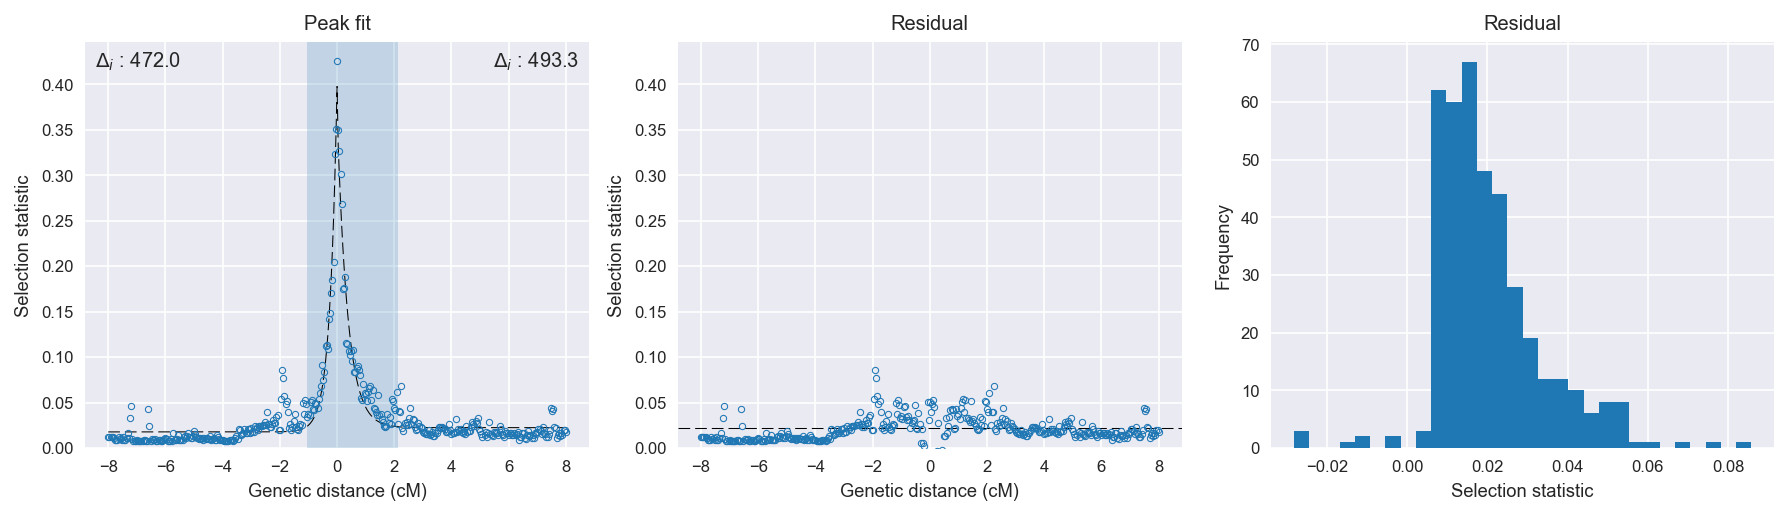 Peak fit
Δi : 472.0
Δi : 493.3
0.40
0.35
0.30
0.25
0.20
0.15
0.10
0.05
0.00
Selection statistic
−8 −6 −4 −2 0 2 4 6 8
Genetic distance (cM)
Residual
0.40
0.35
0.30
0.25
0.20
0.15
0.10
0.05
0.00
Selection statistic
−8 −6 −4 −2 0 2 4 6 8
Genetic distance (cM)
Residual
70
60
50
40
30
20
10
0
Frequency
−0.02 0.00 0.02 0.04 0.06 0.08
Selection statistic